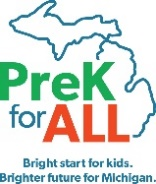 PreK
for ALL
Bright start for kids.
Brighter future for Michigan.